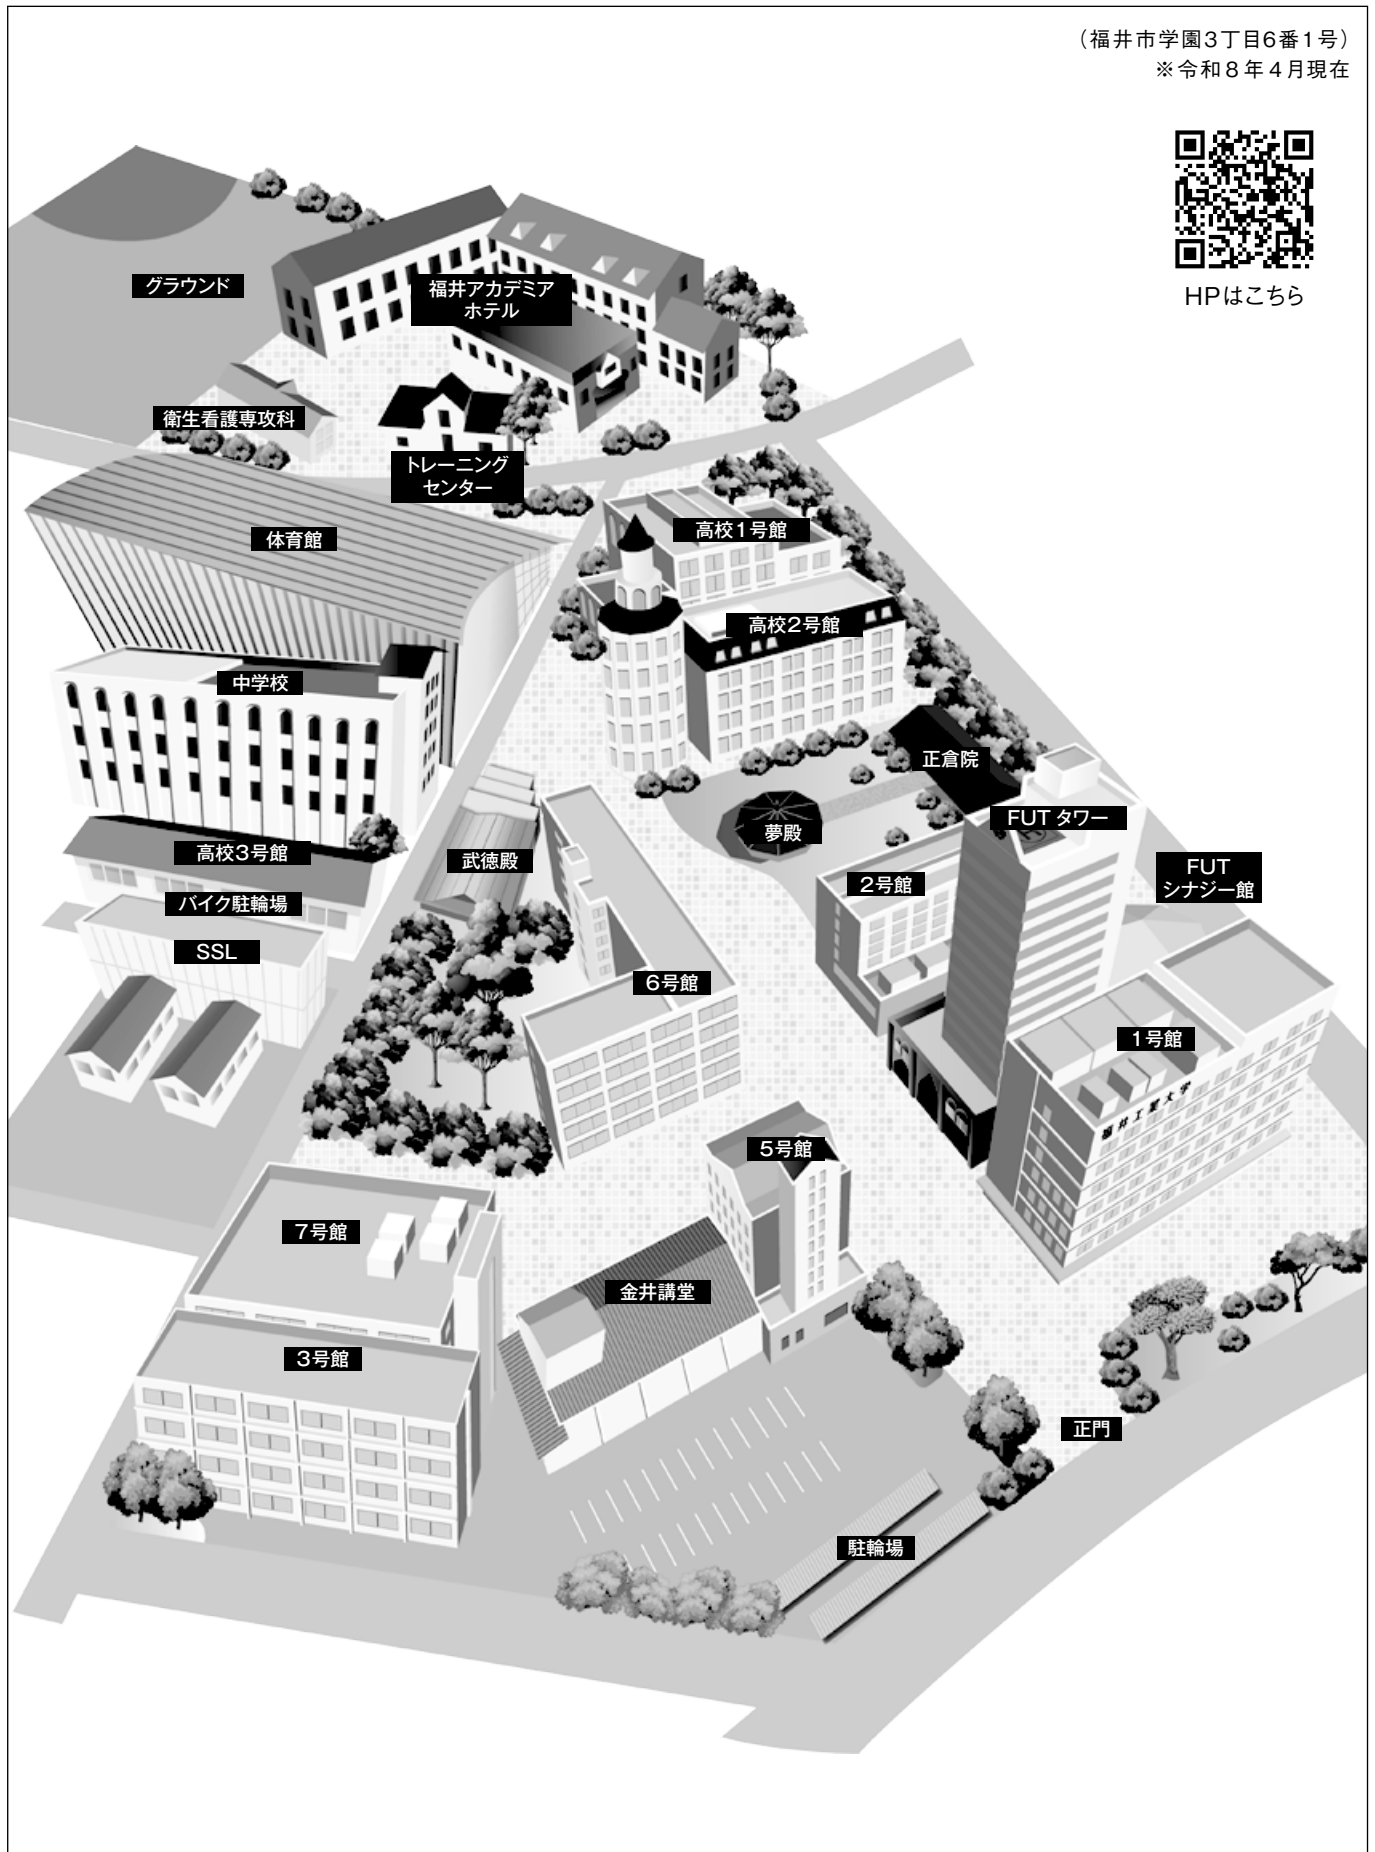 （福井市学園3丁目6番1号）
※令和8年4月現在
HPはこちら
グラウンド
福井アカデミア
ホテル
衛生看護専攻科
トレーニング
センター
体育館
高校1号館
高校2号館
中学校
正倉院
FUT タワー
夢殿
高校3号館
武徳殿
FUT
シナジー館
2号館
バイク駐輪場
SSL
6号館
1号館
福井工業大学
5号館
7号館
金井講堂
3号館
正門
駐輪場